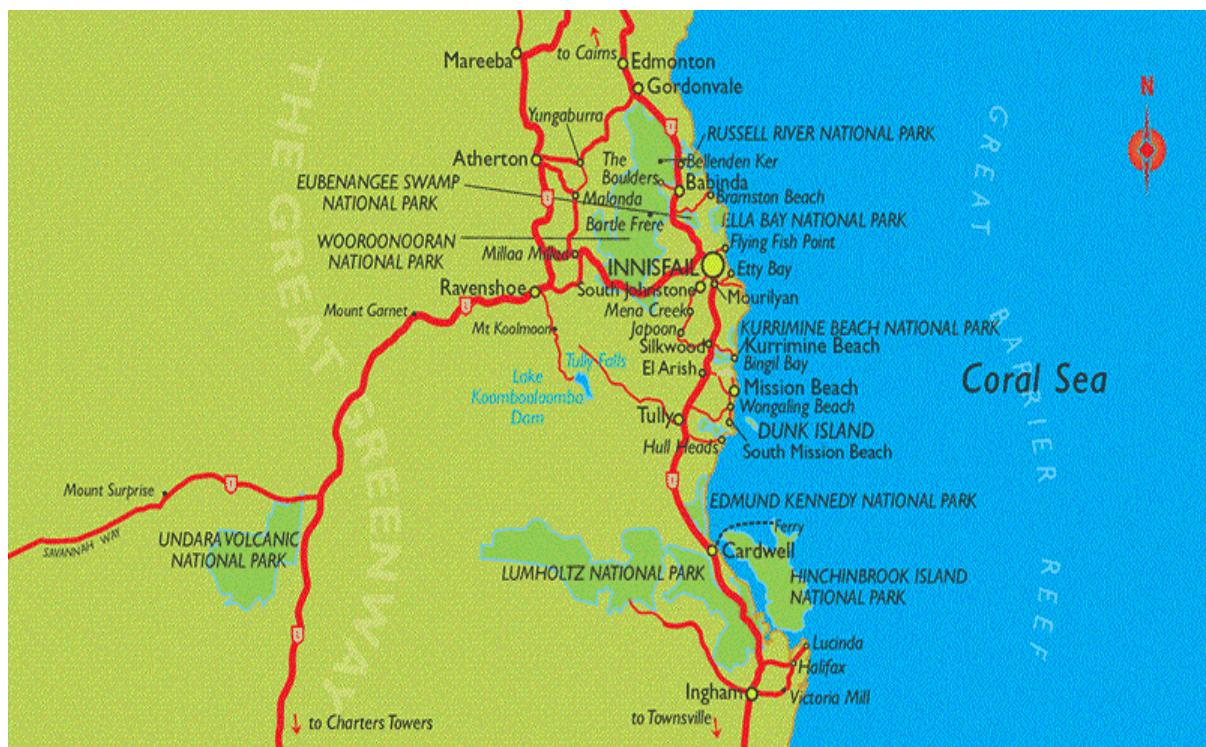 to Cairns
Mareeba
Edmonton
Gordonvale
N
THE GREAT GREEN WAY
GREAT BARRIER REEF
Yungaburra
RUSSELL RIVER NATIONAL PARK
Atherton
The
Boulders
Bellenden Ker
EUBENANGEE SWAMP
NATIONAL PARK
Babinda
Malanda
Bramston Beach
Bartle Frere
ELLA BAY NATIONAL PARK
WOOROONOORAN
NATIONAL PARK
Millaa Millaa
Flying Fish Point
INNISFAIL
Etty Bay
Ravenshoe
South Johnstone
Mourilyan
Mount Garnet
Mena Creek
Mt Koolmoon
Japoon
KURRIMINE BEACH NATIONAL PARK
Silkwood
Kurrimine Beach
Tully Falls
Bingil Bay
El Arish
Lake
Koombooloomba
Dam
Mission Beach
Coral Sea
Wongaling Beach
Tully
DUNK ISLAND
Hull Heads
South Mission Beach
Mount Surprise
1
1
1
1
1
1
EDMUND KENNEDY NATIONAL PARK
Ferry
SAVANNAH WAY
UNDARA VOLCANIC
NATIONAL PARK
Cardwell
LUMHOLTZ NATIONAL PARK
HINCHINBROOK ISLAND
NATIONAL PARK
Lucinda
Halifax
Ingham
Victoria Mill
to Charters Towers
to Townsville